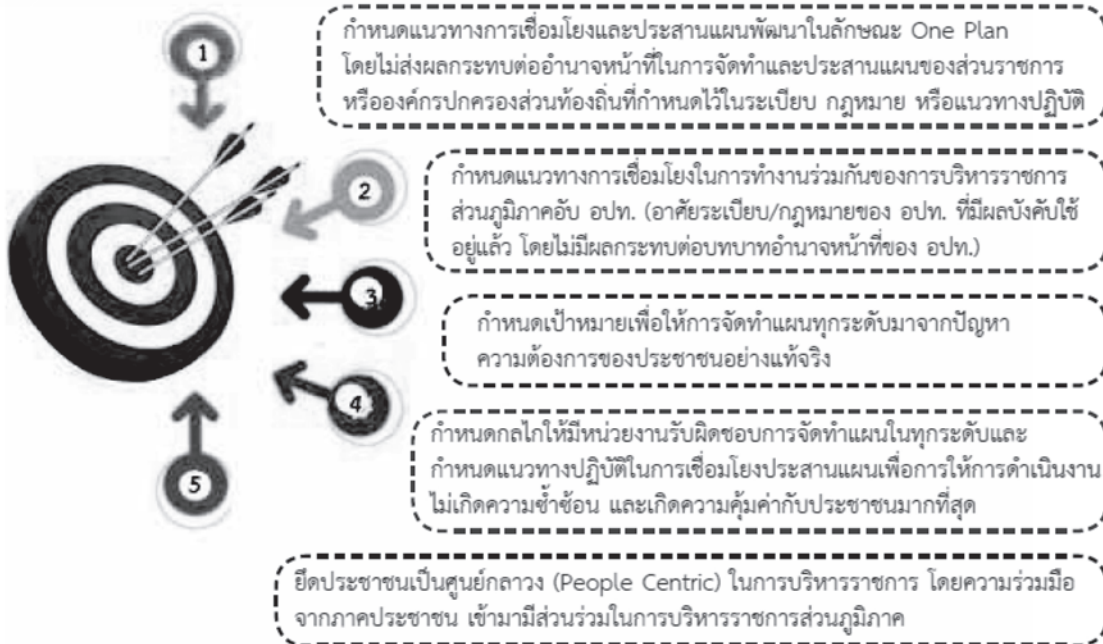 1
กำหนดแนวทางการเชื่อมโยงและประสานแผนพัฒนาในลักษณะ One Plan
โดยไม่ส่งผลกระทบต่ออำนาจหน้าที่ในการจัดทำและประสานแผนของส่วนราชการ
หรือองค์กรปกครองส่วนท้องถิ่นที่กำหนดไว้ในระเบียบ กฎหมาย หรือแนวทางปฏิบัติ
2
กำหนดแนวทางการเชื่อมโยงในการทำงานร่วมกันของการบริหารราชการ
ส่วนภูมิภาคอับ อปท. (อาศัยระเบียบ/กฎหมายของ อปท. ที่มีผลบังคับใช้
อยู่แล้ว โดยไม่มีผลกระทบต่อบทบาทอำนาจหน้าที่ของ อปท.)
3
กำหนดเป้าหมายเพื่อให้การจัดทำแผนทุกระดับมาจากปัญหา
ความต้องการของประชาชนอย่างแท้จริง
4
กำหนดกลไกให้มีหน่วยงานรับผิดชอบการจัดทำแผนในทุกระดับและ
กำหนดแนวทางปฏิบัติในการเชื่อมโยงประสานแผนเพื่อการให้การดำเนินงาน
ไม่เกิดความซ้ำซ้อน และเกิดความคุ้มค่ากับประชาชนมากที่สุด
5
ยึดประชาชนเป็นศูนย์กลาวง (People Centric) ในการบริหารราชการ โดยความร่วมมือ
จากภาคประชาชน เข้ามามีส่วนร่วมในการบริหารราชการส่วนภูมิภาค